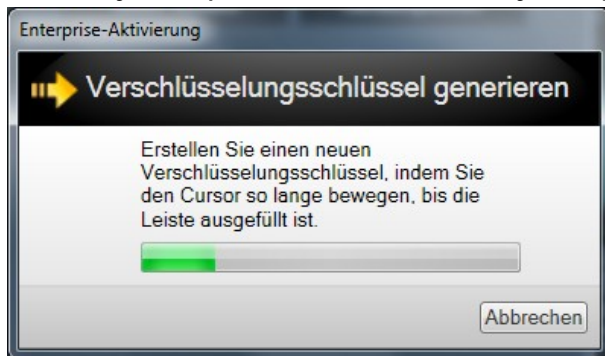 Enterprise-Aktivierung
Verschlüsselungsschlüssel generieren
Erstellen Sie einen neuen
Verschlüsselungsschlüssel, indem Sie
den Cursor so lange bewegen, bis die
Leiste ausgefüllt ist.
Abbrechen